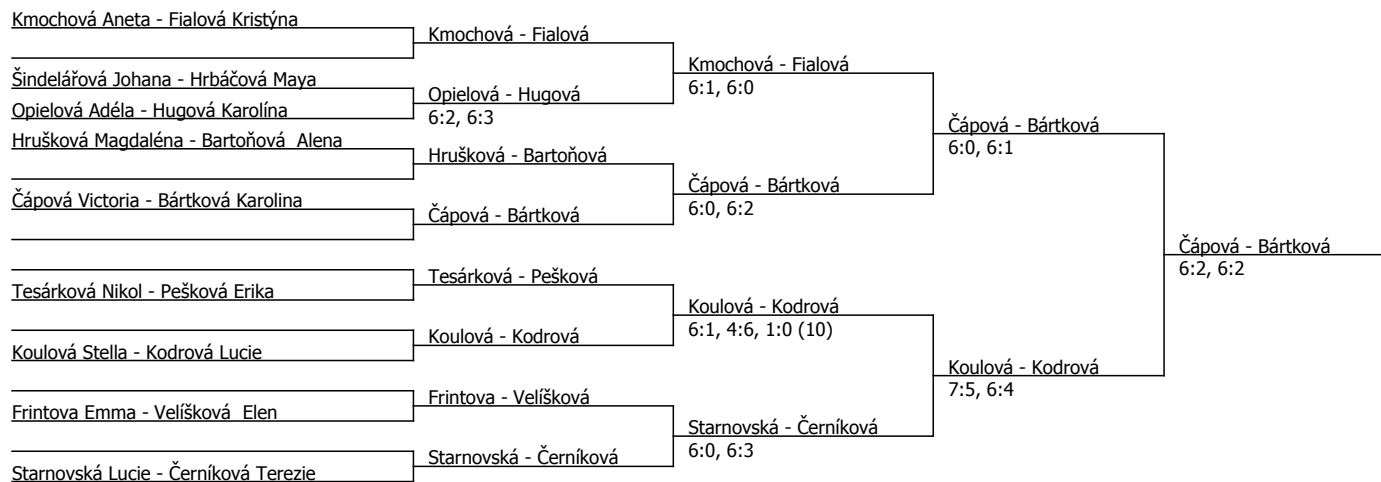 Kmochová Aneta - Fialová Kristýna
Šindelářová Johana - Hrbáčová Maya
Opielová Adéla - Hugová Karolína
Hrušková Magdaléna - Bartoňová  Alena
Čápová Victoria - Bártková Karolina
Tesárková Nikol - Pešková Erika
Koulová Stella - Kodrová Lucie
Frintova Emma - Velíšková  Elen
Starnovská Lucie - Černíková Terezie
Kmochová - Fialová
Opielová - Hugová
6:2, 6:3
Hrušková - Bartoňová
Čápová - Bártková
Tesárková - Pešková
Koulová - Kodrová
Frintova - Velíšková
Starnovská - Černíková
Kmochová - Fialová
6:1, 6:0
Čápová - Bártková
6:0, 6:2
Koulová - Kodrová
6:1, 4:6, 1:0 (10)
Starnovská - Černíková
6:0, 6:3
Čápová - Bártková
6:0, 6:1
Koulová - Kodrová
7:5, 6:4
Čápová - Bártková
6:2, 6:2